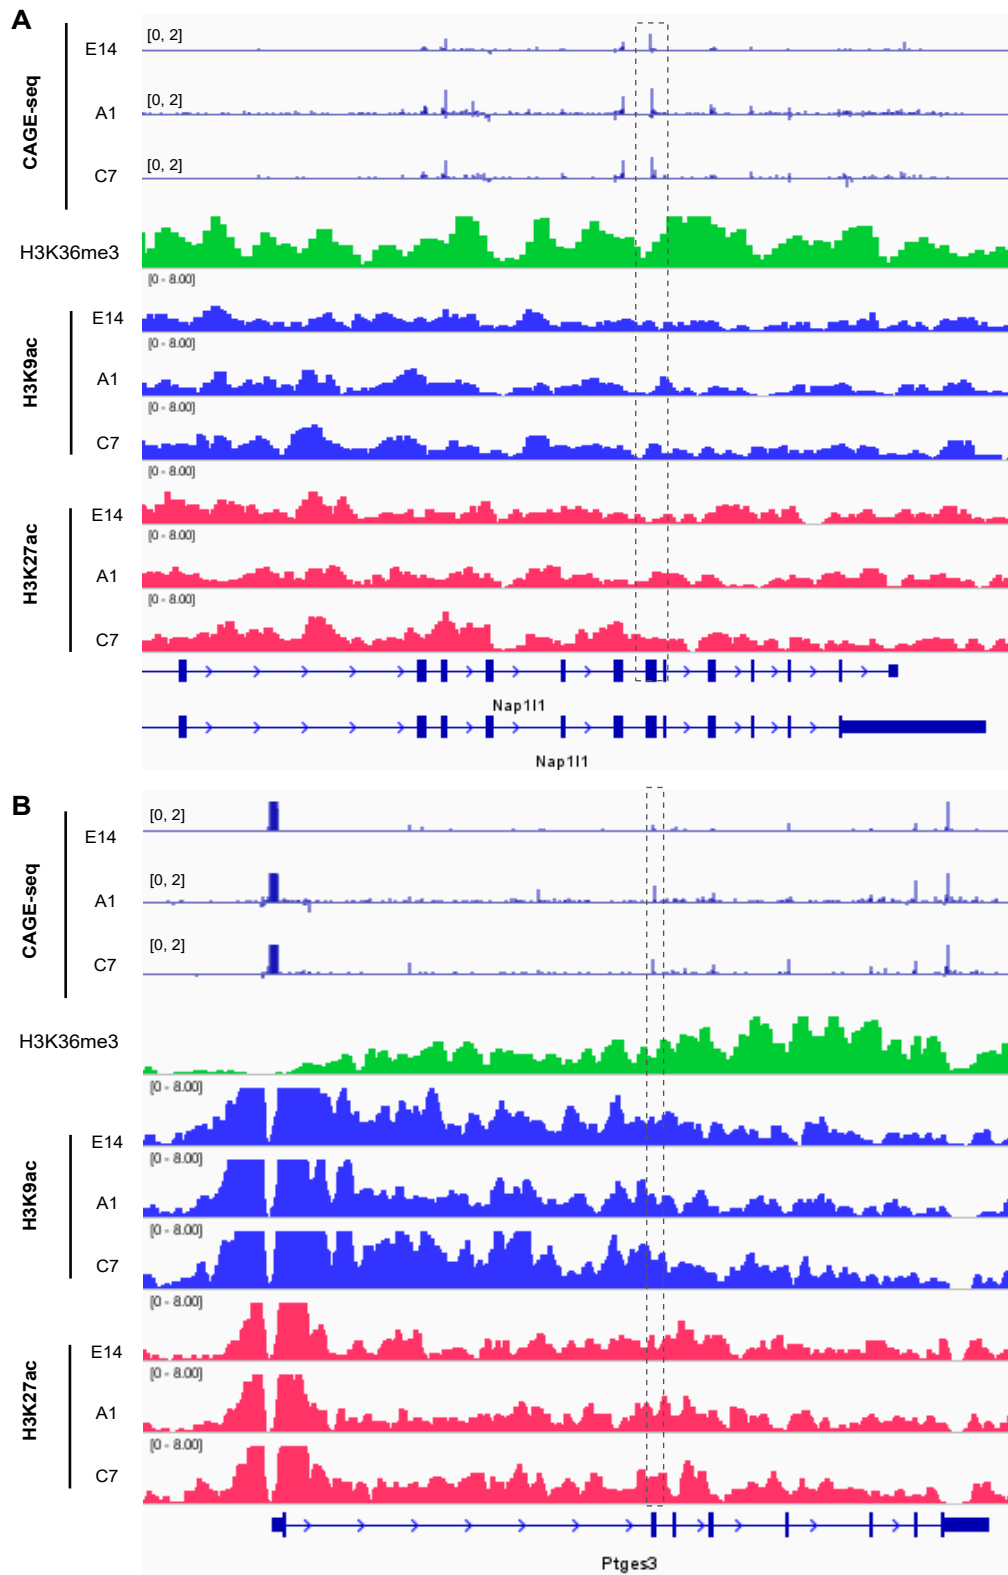 A
CAGE-seq
E14
[0, 2]
A1
[0, 2]
C7
[0, 2]
H3K36me3
[0 - 8.00]
H3K9ac
E14
[0 - 8.00]
A1
[0 - 8.00]
C7
[0 - 8.00]
H3K27ac
E14
[0 - 8.00]
A1
[0 - 8.00]
C7
Nap1l1
Nap1l1
B
CAGE-seq
[0, 2]
E14
[0, 2]
A1
[0, 2]
C7
H3K36me3
[0 - 8.00]
H3K9ac
E14
[0 - 8.00]
A1
[0 - 8.00]
C7
[0 - 8.00]
H3K27ac
E14
[0 - 8.00]
A1
[0 - 8.00]
C7
Ptges3